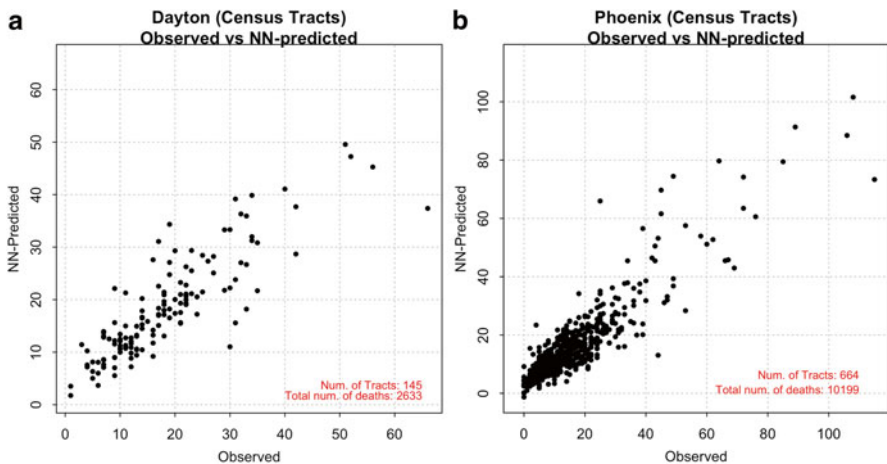 a
Dayton (Census Tracts)
Observed vs NN-predicted
NN-Predicted
60
50
40
30
20
10
0
Num. of Tracts: 145
Total num. of deaths: 2633
0 10 20 30 40 50 60
Observed
b
Phoenix (Census Tracts)
Observed vs NN-predicted
NN-Predicted
100
80
60
40
20
0
Num. of Tracts: 664
Total num. of deaths: 10199
0 20 40 60 80 100
Observed